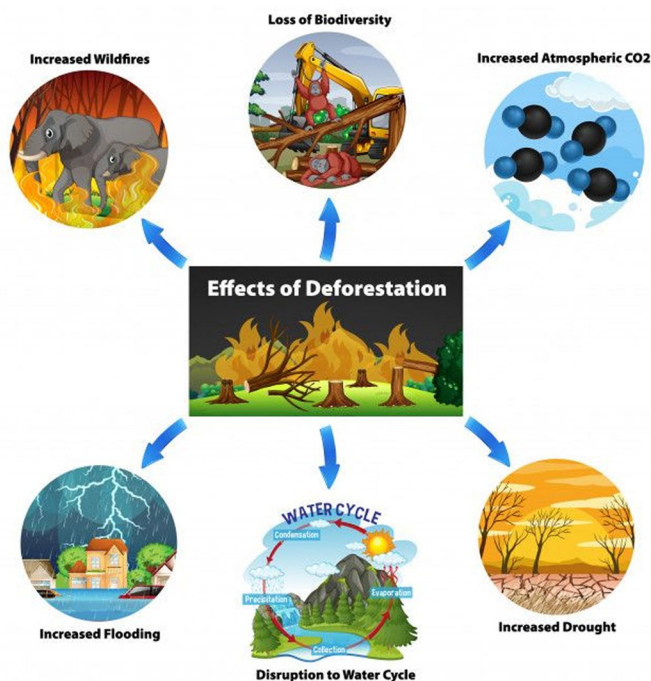 Loss of Biodiversity
Increased Wildfires
Increased Atmospheric CO2
Effects of Deforestation
WATER CYCLE
Condensation
Precipitation
Evaporation
Collection
Increased Flooding
Increased Drought
Disruption to Water Cycle